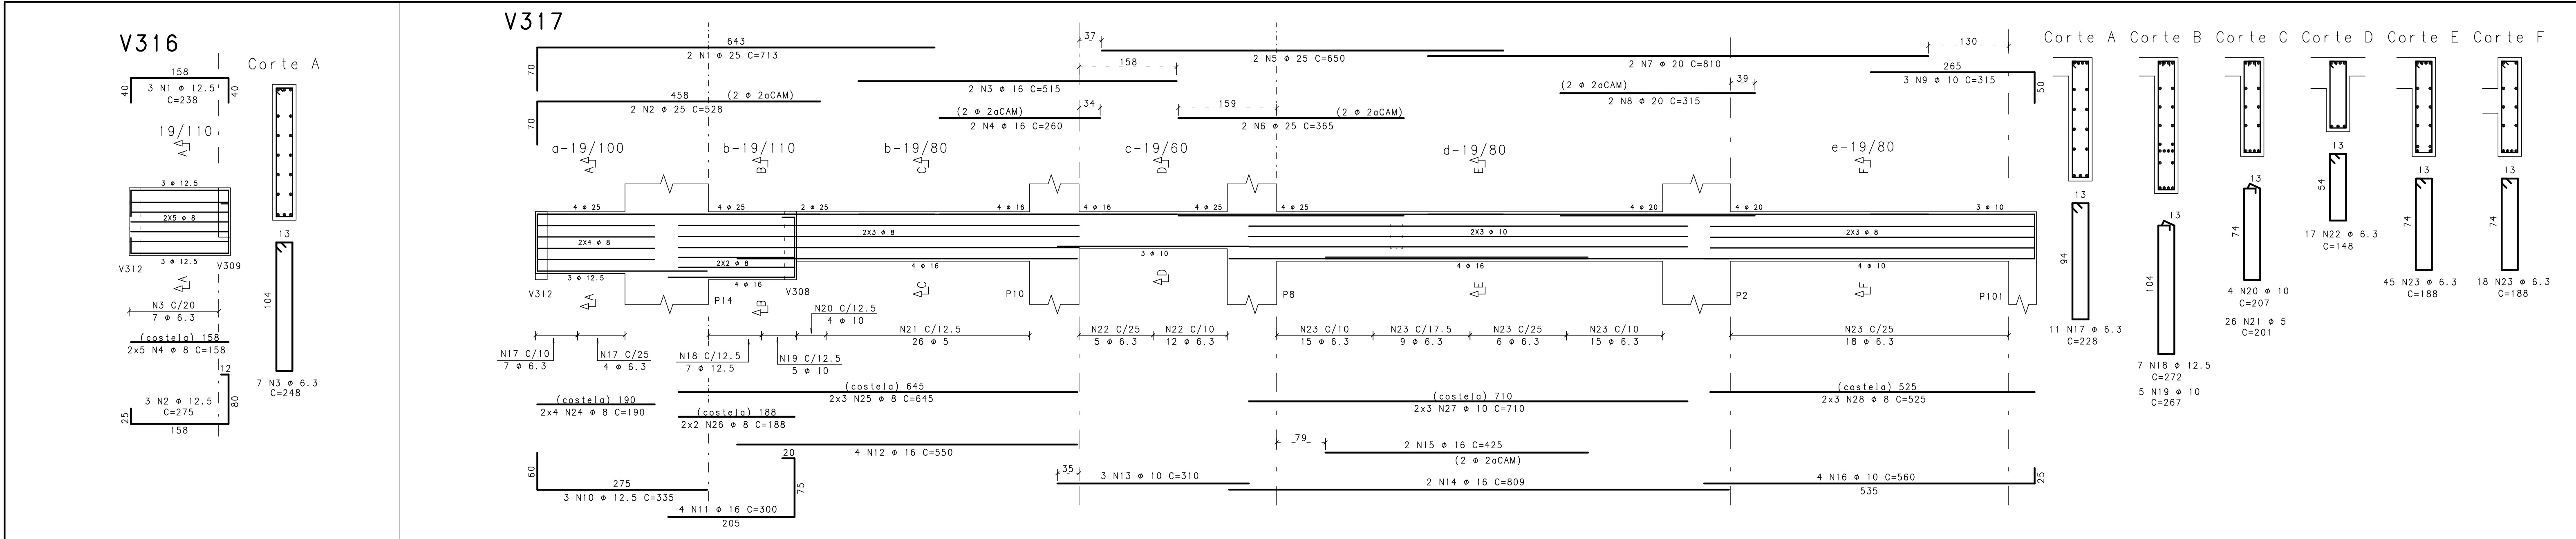 V316
158
40
3 N1 φ 12.5
C=238
40
19/110
A
3 φ 12.5
2X5 φ 8
3 φ 12.5
V312
V309
A
N3 C/20
7 φ 6.3
(costela) 158
2x5 N4 φ 8 C=158
12
3 N2 φ 12.5
C=275
25
80
158
Corte A
13
104
7 N3 φ 6.3
C=248
V317
643
2 N1 φ 25 C=713
70
458
(2 φ 2aCAM)
2 N2 φ 25 C=528
70
2 N3 φ 16 C=515
(2 φ 2aCAM)
2 N4 φ 16 C=260
37
158
34
2 N5 φ 25 C=650
159
(2 φ 2aCAM)
2 N6 φ 25 C=365
2 N7 φ 20 C=810
(2 φ 2aCAM)
39
2 N8 φ 20 C=315
130
265
3 N9 φ 10 C=315
50
a-19/100
b-19/110
b-19/80
c-19/60
d-19/80
e-19/80
A
B
C
D
E
F
4 φ 25
4 φ 25
2 φ 25
4 φ 16
4 φ 16
4 φ 25
4 φ 20
4 φ 20
3 φ 10
2X4 φ 8
2X3 φ 8
2X3 φ 10
2X3 φ 8
2X2 φ 8
3 φ 12.5
4 φ 16
4 φ 16
3 φ 10
4 φ 16
4 φ 10
V312
P14
V308
P10
P8
P2
P101
A
B
C
D
E
F
N17 C/10
7 φ 6.3
N17 C/25
4 φ 6.3
N18 C/12.5
7 φ 12.5
N19 C/12.5
5 φ 10
N20 C/12.5
4 φ 10
N21 C/12.5
26 φ 5
N22 C/25
5 φ 6.3
N22 C/10
12 φ 6.3
N23 C/10
15 φ 6.3
N23 C/17.5
9 φ 6.3
N23 C/25
6 φ 6.3
N23 C/10
15 φ 6.3
N23 C/25
18 φ 6.3
(costela) 190
2x4 N24 φ 8 C=190
(costela) 645
2x3 N25 φ 8 C=645
(costela) 188
2x2 N26 φ 8 C=188
(costela) 710
2x3 N27 φ 10 C=710
(costela) 525
2x3 N28 φ 8 C=525
60
275
3 N10 φ 12.5 C=335
20
75
4 N11 φ 16 C=300
205
4 N12 φ 16 C=550
35
3 N13 φ 10 C=310
2 N14 φ 16 C=809
79
2 N15 φ 16 C=425
(2 φ 2aCAM)
4 N16 φ 10 C=560
535
25
Corte A
13
94
11 N17 φ 6.3
C=228
Corte B
13
104
7 N18 φ 12.5
C=272
5 N19 φ 10
C=267
Corte C
13
74
4 N20 φ 10
C=207
26 N21 φ 5
C=201
Corte D
13
54
17 N22 φ 6.3
C=148
Corte E
13
74
45 N23 φ 6.3
C=188
Corte F
13
74
18 N23 φ 6.3
C=188